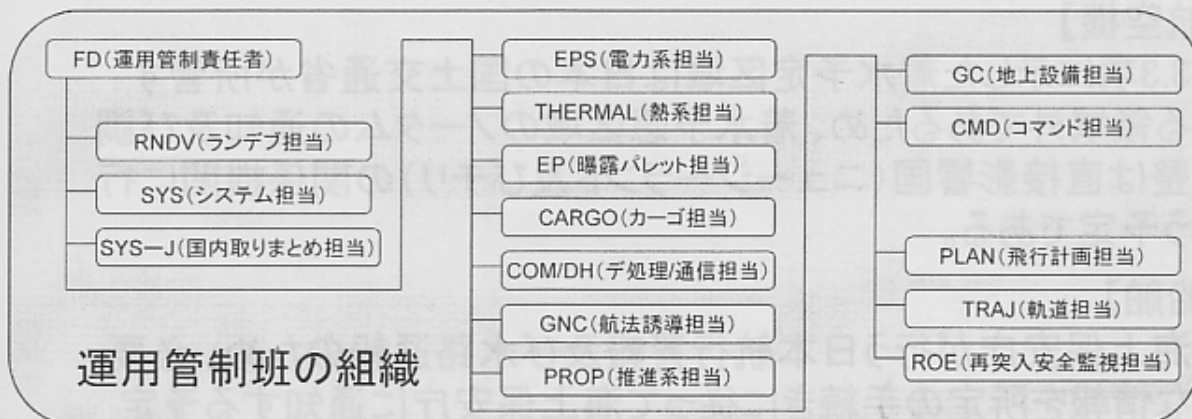 FD(運用管制責任者)
RNDV(ランデブ担当)
SYS(システム担当)
SYSーJ(国内取りまとめ担当)
EPS(電力系担当)
THERMAL(熱系担当)
EP(曝露パレット担当)
CARGO(カーゴ担当)
COM/DH(デ処理/通信担当)
GNC(航法誘導担当)
PROP(推進系担当)
GC(地上設備担当)
CMD(コマンド担当)
PLAN(飛行計画担当)
TRAJ(軌道担当)
ROE(再突入安全監視担当)
運用管制班の組織